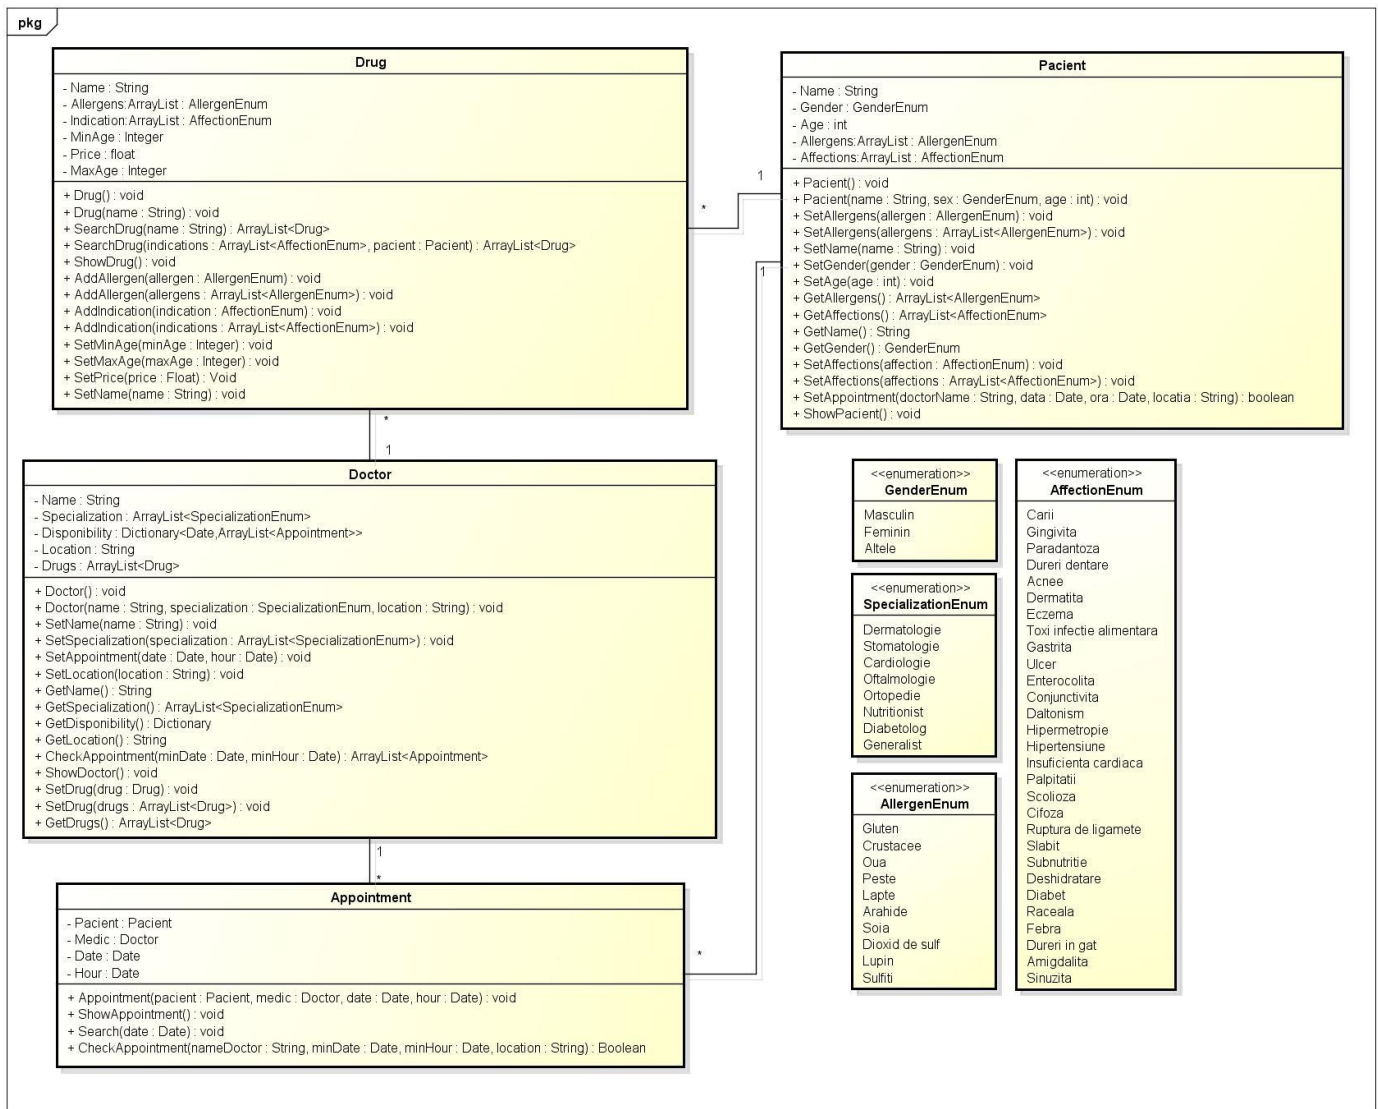 pkg
Drug
- Name : String
- Allergens:ArrayList : AllergenEnum
- Indication:ArrayList : AffectionEnum
- MinAge : Integer
- Price : float
- MaxAge : Integer
+ Drug() : void
+ Drug(name : String) : void
+ SearchDrug(name : String) : ArrayList<Drug>
+ SearchDrug(indications : ArrayList<AffectionEnum>, pacient : Pacient) : ArrayList<Drug>
+ ShowDrug() : void
+ AddAllergen(allergen : AllergenEnum) : void
+ AddAllergen(allergens : ArrayList<AllergenEnum>) : void
+ AddIndication(indication : AffectionEnum) : void
+ AddIndication(indications : ArrayList<AffectionEnum>) : void
+ SetMinAge(minAge : Integer) : void
+ SetMaxAge(maxAge : Integer) : void
+ SetPrice(price : Float) : Void
+ SetName(name : String) : void
Pacient
- Name : String
- Gender : GenderEnum
- Age : int
- Allergens:ArrayList : AllergenEnum
- Affections:ArrayList : AffectionEnum
+ Pacient() : void
+ Pacient(name : String, sex : GenderEnum, age : int) : void
+ SetAllergens(allergen : AllergenEnum) : void
+ SetAllergens(allergens : ArrayList<AllergenEnum>) : void
+ SetName(name : String) : void
+ SetGender(gender : GenderEnum) : void
+ SetAge(age : int) : void
+ GetAllergens() : ArrayList<AllergenEnum>
+ GetAffections() : ArrayList<AffectionEnum>
+ GetName() : String
+ GetGender() : GenderEnum
+ SetAffections(affection : AffectionEnum) : void
+ SetAffections(affections : ArrayList<AffectionEnum>) : void
+ SetAppointment(doctorName : String, data : Date, ora : Date, locatia : String) : boolean
+ ShowPacient() : void
1
*
1
*
1
Doctor
- Name : String
- Specialization : ArrayList<SpecializationEnum>
- Disponibility : Dictionary<Date,ArrayList<Appointment>>
- Location : String
- Drugs : ArrayList<Drug>
+ Doctor() : void
+ Doctor(name : String, specialization : SpecializationEnum, location : String) : void
+ SetName(name : String) : void
+ SetSpecialization(specialization : ArrayList<SpecializationEnum>) : void
+ SetAppointment(date : Date, hour : Date) : void
+ SetLocation(location : String) : void
+ GetName() : String
+ GetSpecialization() : ArrayList<SpecializationEnum>
+ GetDisponibility() : Dictionary
+ GetLocation() : String
+ CheckAppointment(minDate : Date, minHour : Date) : ArrayList<Appointment>
+ ShowDoctor() : void
+ SetDrug(drug : Drug) : void
+ SetDrug(drugs : ArrayList<Drug>) : void
+ GetDrugs() : ArrayList<Drug>
1
*
Appointment
- Pacient : Pacient
- Medic : Doctor
- Date : Date
- Hour : Date
+ Appointment(pacient : Pacient, medic : Doctor, date : Date, hour : Date) : void
+ ShowAppointment() : void
+ Search(date : Date) : void
+ CheckAppointment(nameDoctor : String, minDate : Date, minHour : Date, location : String) : Boolean
*
<<enumeration>>
GenderEnum
Masculin
Feminin
Altele
<<enumeration>>
SpecializationEnum
Dermatologie
Stomatologie
Cardiologie
Oftalmologie
Ortopedie
Nutritionist
Diabetolog
Generalist
<<enumeration>>
AllergenEnum
Gluten
Crustacee
Oua
Peste
Lapte
Arahide
Soia
Dioxid de sulf
Lupin
Sulfiti
<<enumeration>>
AffectionEnum
Carii
Gingivita
Paradantoza
Dureri dentare
Acnee
Dermatita
Eczema
Toxi infectie alimentara
Gastrita
Ulcer
Enterocolita
Conjunctivita
Daltonism
Hipermetropie
Hipertensiune
Insuficienta cardiaca
Palpitatii
Scolioza
Cifoza
Ruptura de ligamete
Slabit
Subnutritie
Deshidratare
Diabet
Raceala
Febra
Dureri in gat
Amigdalita
Sinuzita